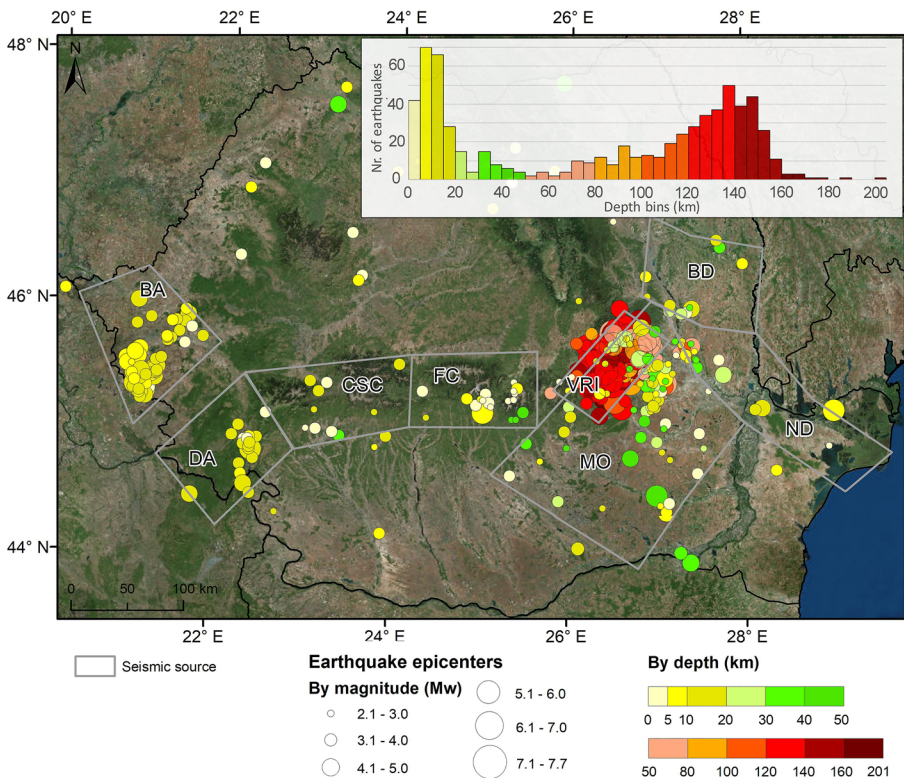 20° E 22° E 24° E 26° E 28° E
48° N
N
60
40
20
0
Nr. of earthquakes
0 20 40 60 80 100 120 140 160 180 200
Depth bins (km)
BD
46° N
BA
CSC
FC
VRI
ND
DA
MO
44° N
0 50 100 km
22° E 24° E 26° E 28° E
Seismic source
Earthquake epicenters
By magnitude (Mw)
2.1 - 3.0
3.1 - 4.0
4.1 - 5.0
5.1 - 6.0
6.1 - 7.0
7.1 - 7.7
By depth (km)
0 5 10 20 30 40 50
50 80 100 120 140 160 201